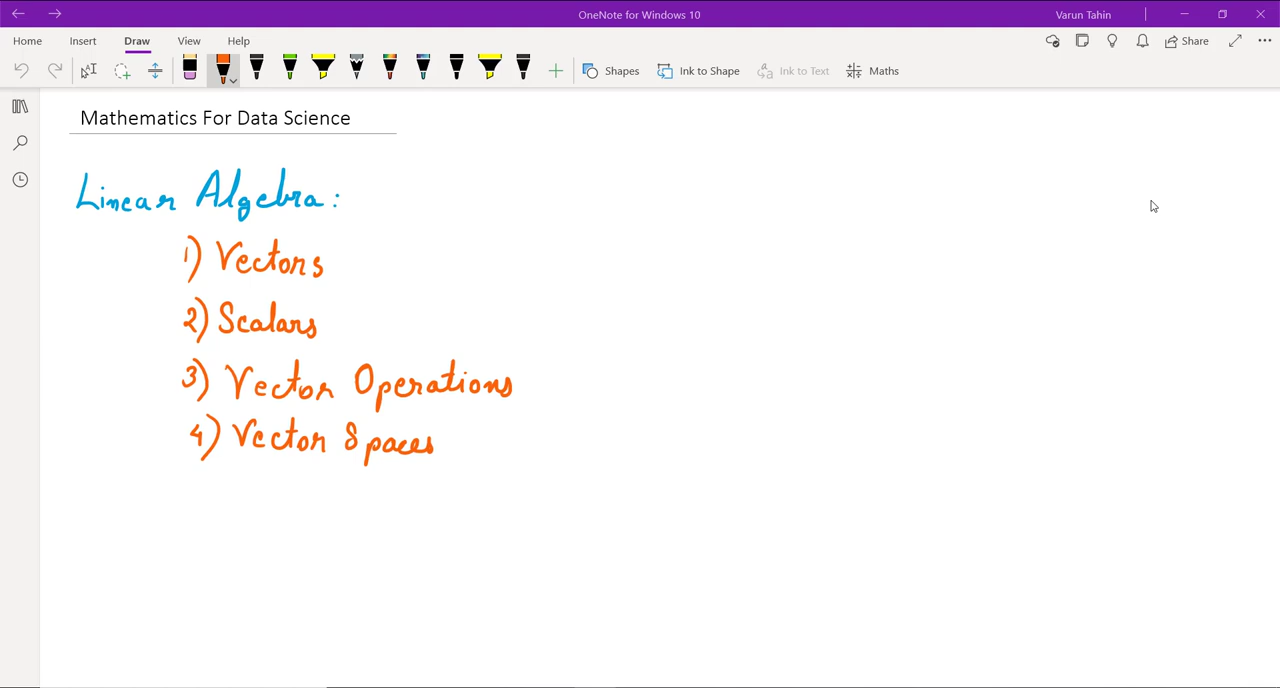 OneNote for Windows 10
Varun Tahin
Home Insert Draw View Help
Share
Shapes Ink to Shape Ink to Text Maths
Mathematics For Data Science
Linear Algebra:
1) Vectors
2) Scalars
3) Vector Operations
4) Vector Spaces